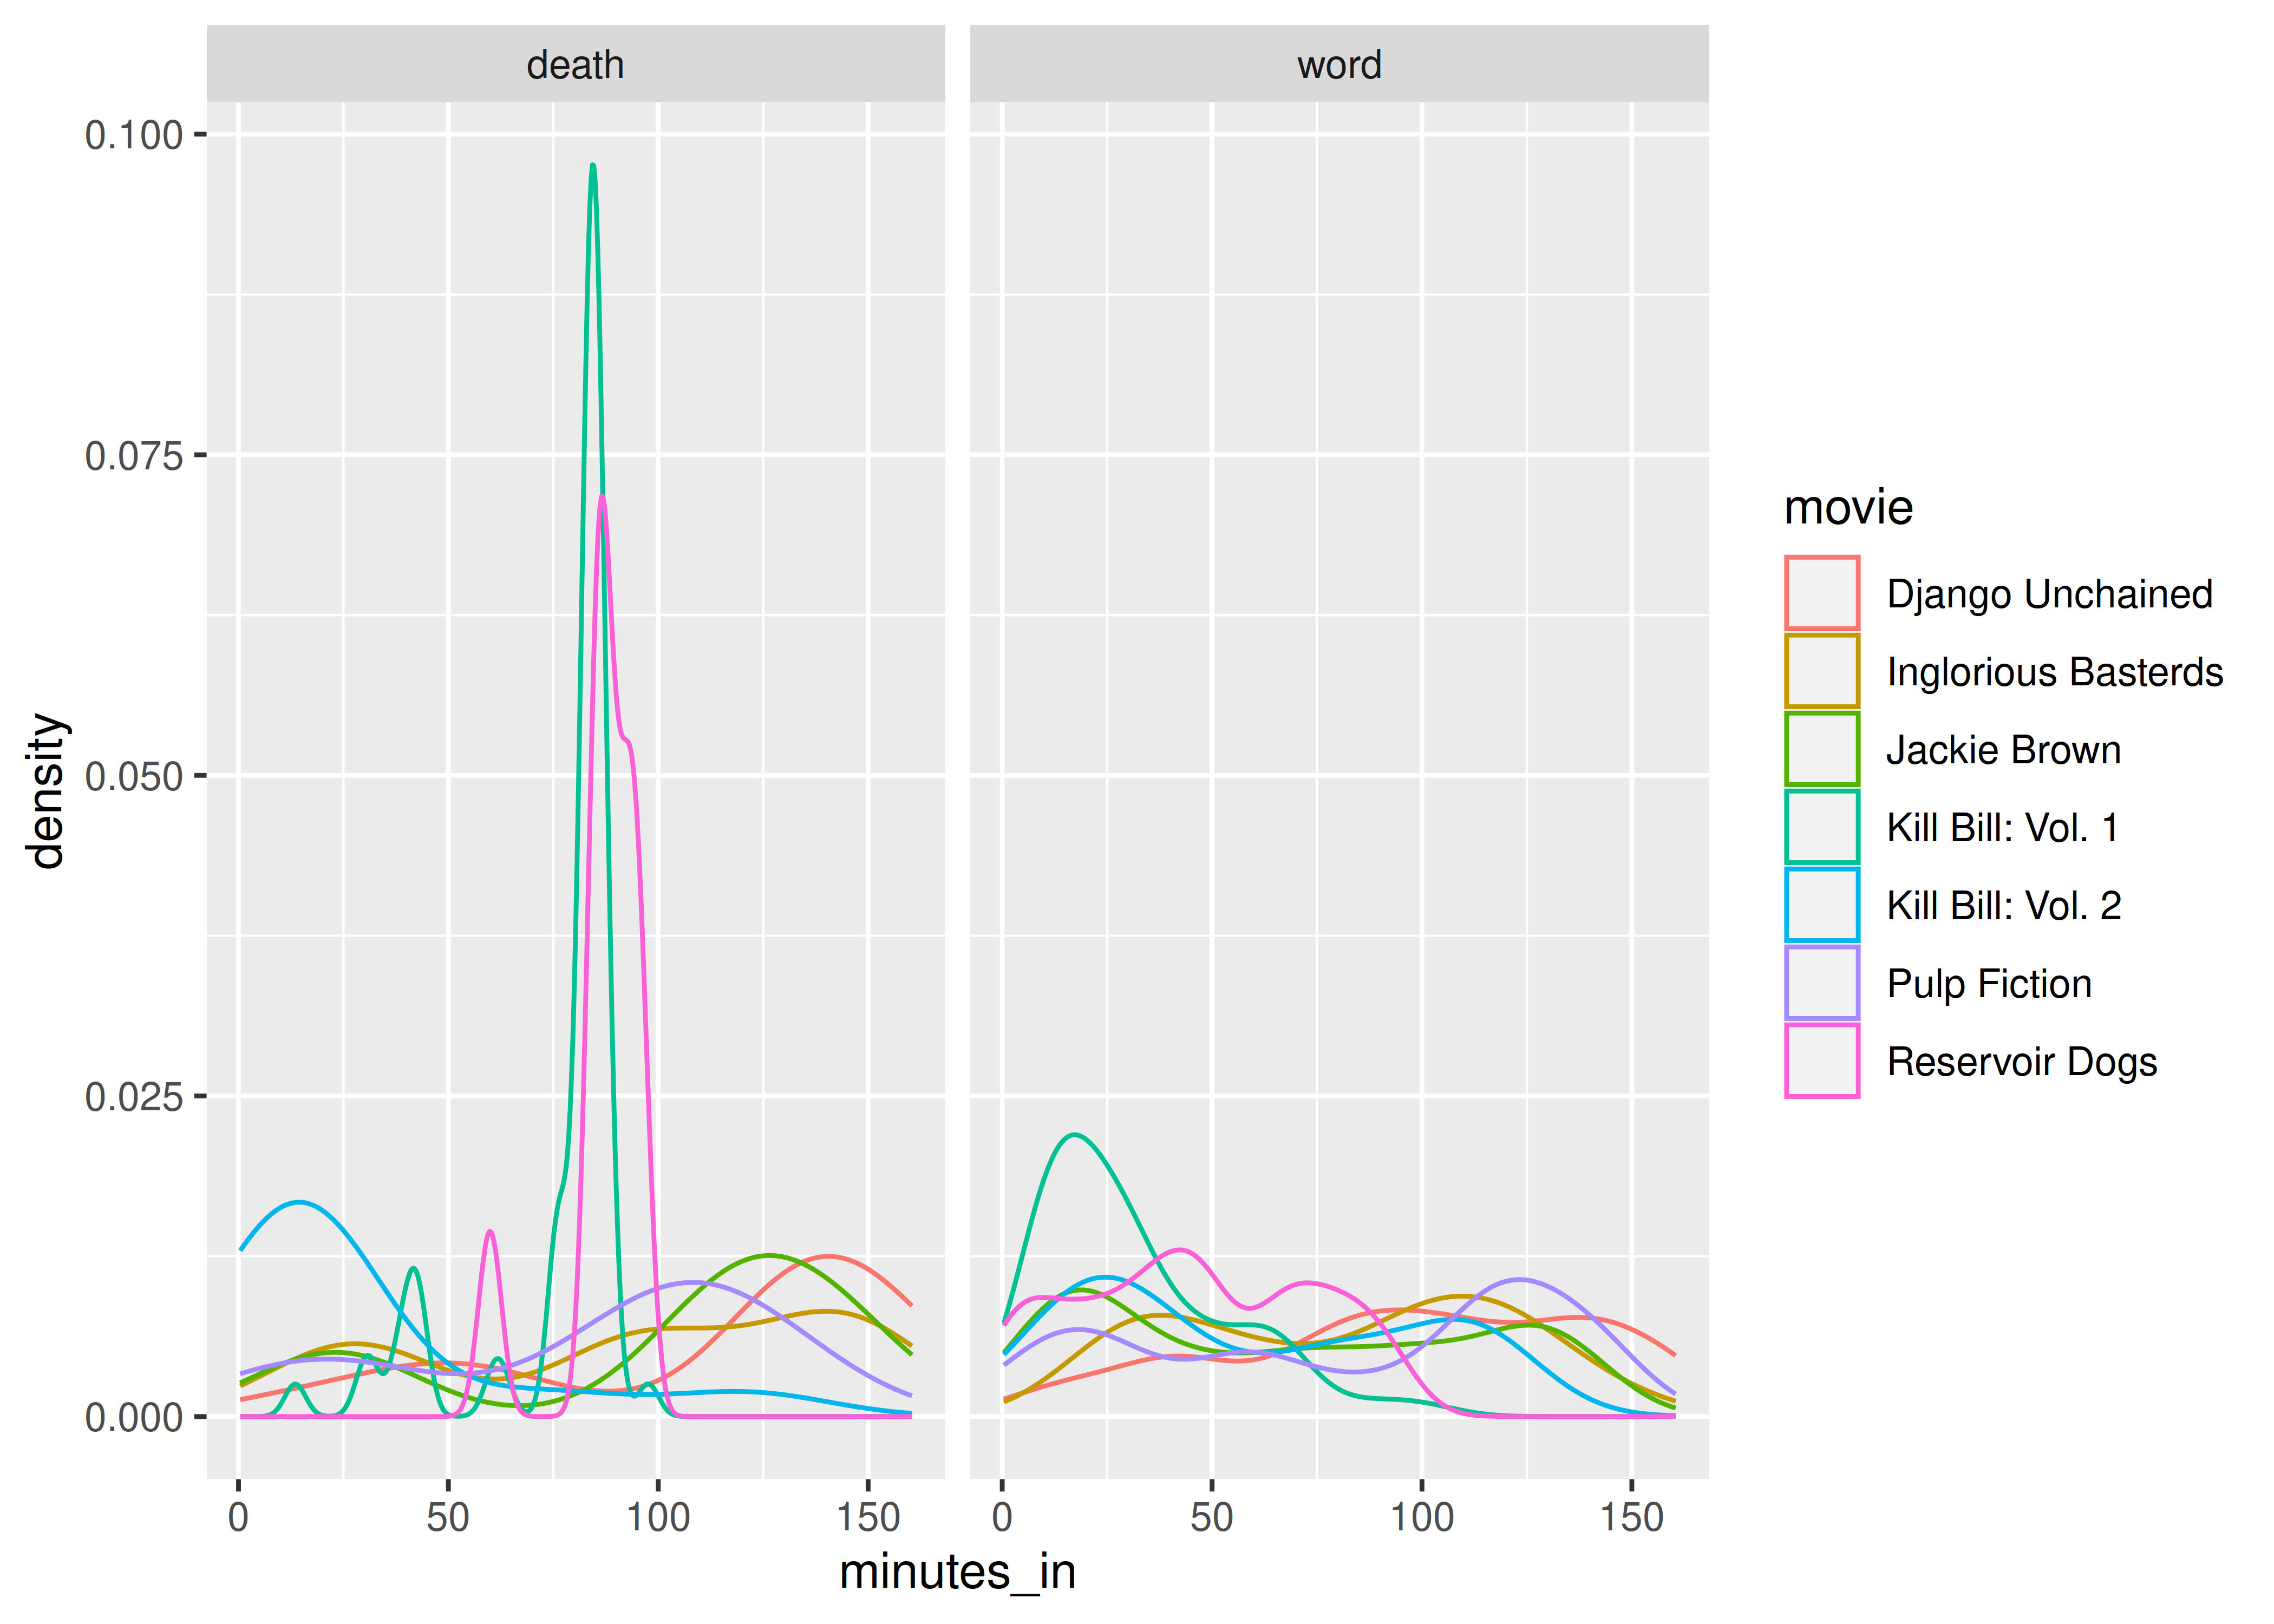 death
word
0.100
0.075
0.050
0.025
0.000
density
0 50 100 150
0 50 100 150
minutes_in
movie
Django Unchained
Inglorious Basterds
Jackie Brown
Kill Bill: Vol. 1
Kill Bill: Vol. 2
Pulp Fiction
Reservoir Dogs